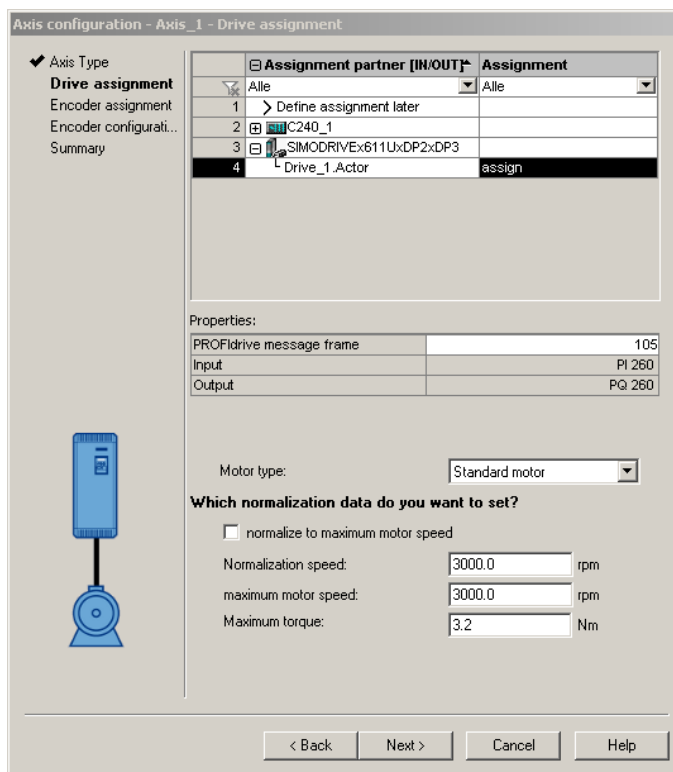 Axis configuration - Axis_1 - Drive assignment
Axis Type
Drive assignment
Encoder assignment
Encoder configurati...
Summary
Assignment partner [IN/OUT] Assignment
Alle Alle
1 Define assignment later
2 C240_1
3 SIMODRIVEx611UxDP2xDP3
4 Drive_1.Actor assign
Properties:
PROFIdrive message frame 105
Input PI 260
Output PQ 260
Motor type: Standard motor
Which normalization data do you want to set?
normalize to maximum motor speed
Normalization speed: 3000.0 rpm
maximum motor speed: 3000.0 rpm
Maximum torque: 3.2 Nm
< Back Next > Cancel Help